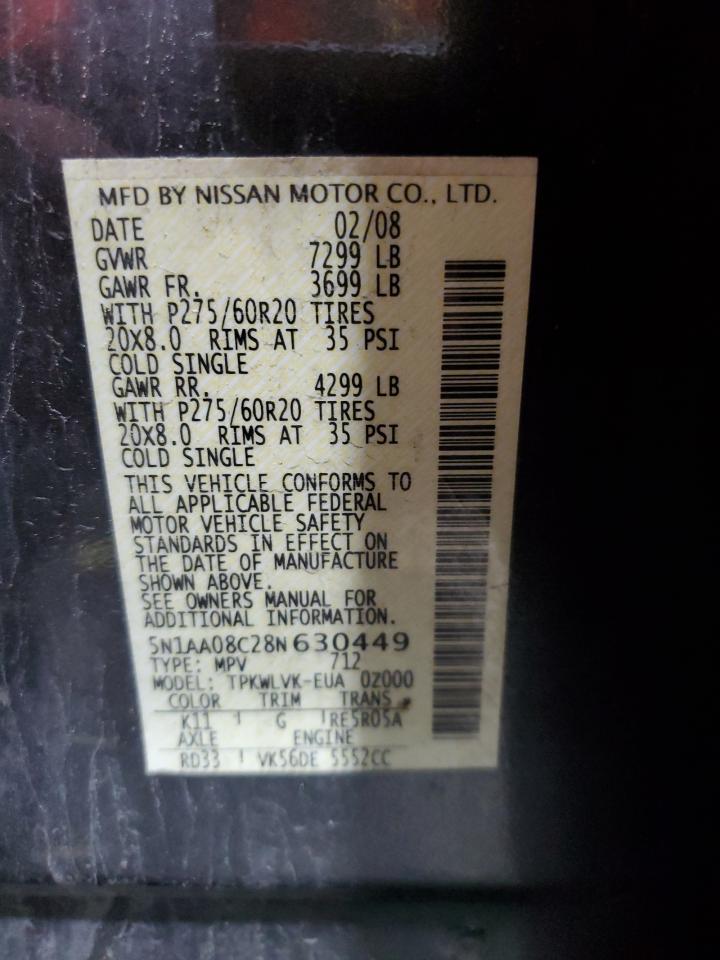 MFD BY NISSAN MOTOR CO., LTD.
DATE 02/08
GVWR 7299 LB
GAWR FR. 3699 LB
WITH P275/60R20 TIRES
20X8.0 RIMS AT 35 PSI
COLD SINGLE
GAWR RR. 4299 LB
WITH P275/60R20 TIRES
20X8.0 RIMS AT 35 PSI
COLD SINGLE
THIS VEHICLE CONFORMS TO
ALL APPLICABLE FEDERAL
MOTOR VEHICLE SAFETY
STANDARDS IN EFFECT ON
THE DATE OF MANUFACTURE
SHOWN ABOVE.
SEE OWNERS MANUAL FOR
ADDITIONAL INFORMATION.
5N1AA08C28N630449
TYPE: MPV 712
MODEL: TPKWLVK-EUA 0Z000
COLOR TRIM TRANS
K11 G RE5R05A
AXLE ENGINE
RD33 VK56DE 5552CC